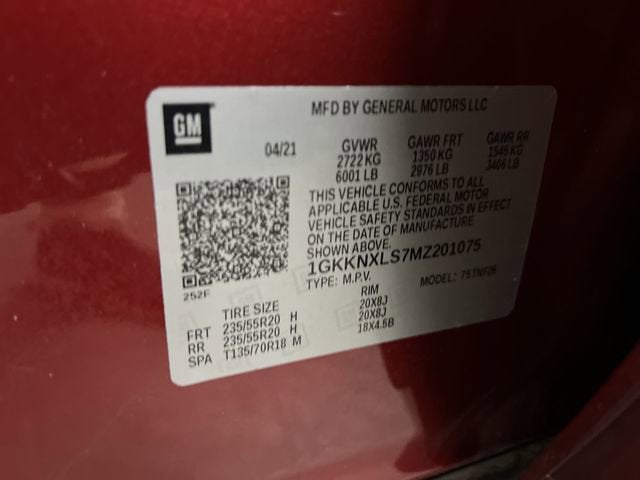 GM
MFD BY GENERAL MOTORS LLC
04/21 GVWR GAWR FRT GAWR RR
2722 KG 1350 KG 1545 KG
6001 LB 2976 LB 3406 LB
THIS VEHICLE CONFORMS TO ALL
APPLICABLE U.S. FEDERAL MOTOR
VEHICLE SAFETY STANDARDS IN EFFECT
ON THE DATE OF MANUFACTURE
SHOWN ABOVE.
1GKKNXLS7MZ201075
TYPE: M.P.V. MODEL:
252F
TIRE SIZE RIM
FRT 235/55R20 H 20X8J
RR 235/55R20 H 20X8J
SPA T135/70R18 M 18X4.5B